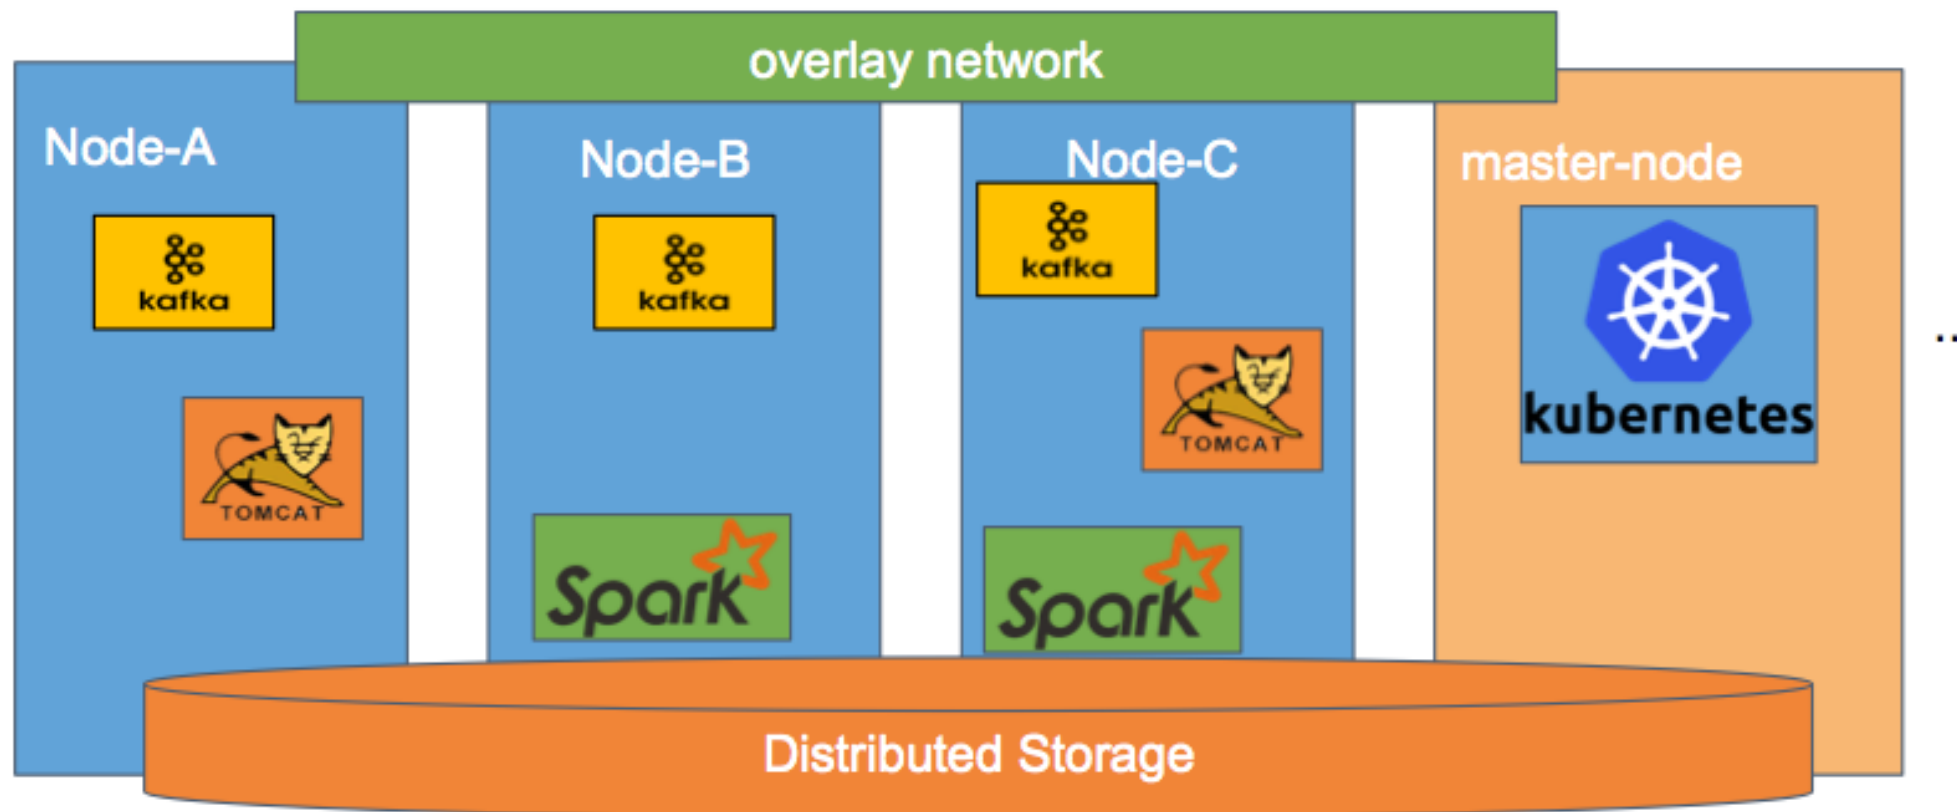 overlay network
Node-A
kafka
TOMCAT
Node-B
kafka
Spark
Node-C
kafka
TOMCAT
Spark
master-node
kubernetes
..
Distributed Storage